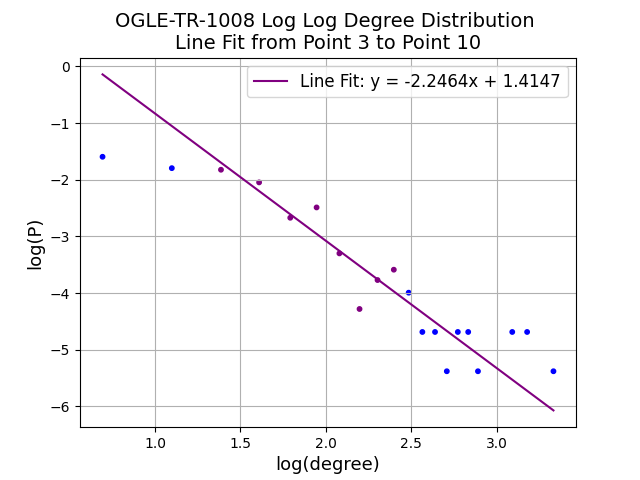 OGLE-TR-1008 Log Log Degree Distribution
Line Fit from Point 3 to Point 10
Line Fit: y = -2.2464x + 1.4147
log(P)
0
−1
−2
−3
−4
−5
−6
1.0 1.5 2.0 2.5 3.0
log(degree)